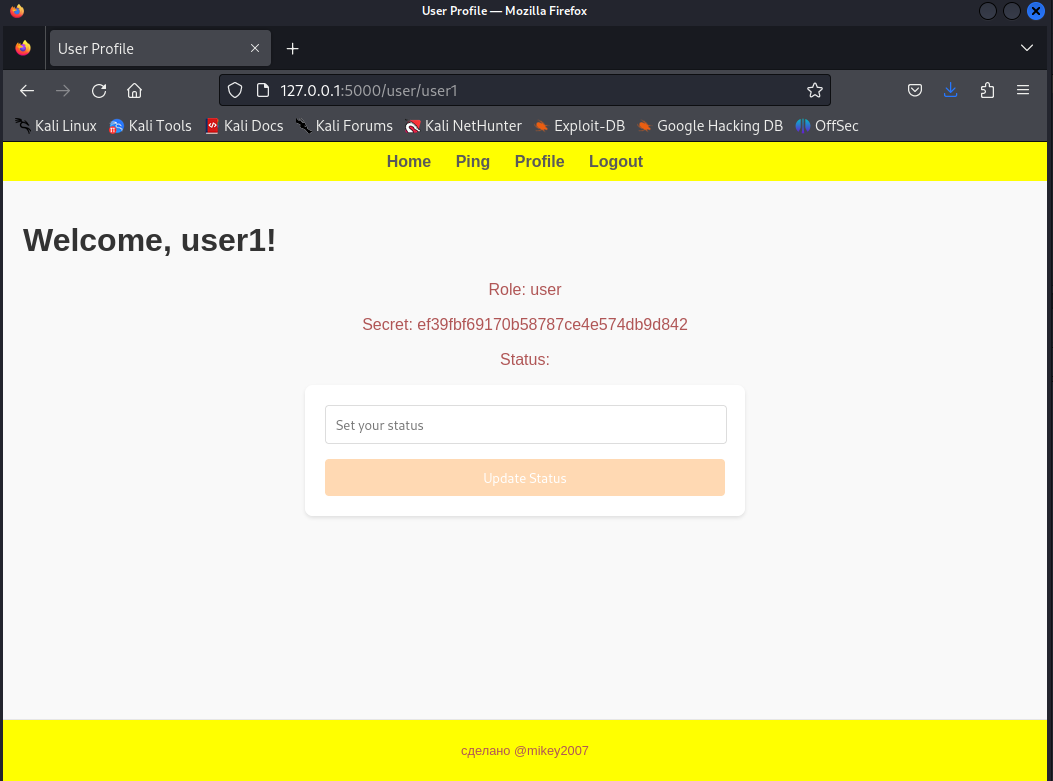 User Profile — Mozilla Firefox
User Profile
127.0.0.1:5000/user/user1
Kali Linux Kali Tools Kali Docs Kali Forums Kali NetHunter Exploit-DB Google Hacking DB OffSec
Home Ping Profile Logout
Welcome, user1!
Role: user
Secret: ef39fbf69170b58787ce4e574db9d842
Status:
Set your status
Update Status
сделано @mikey2007